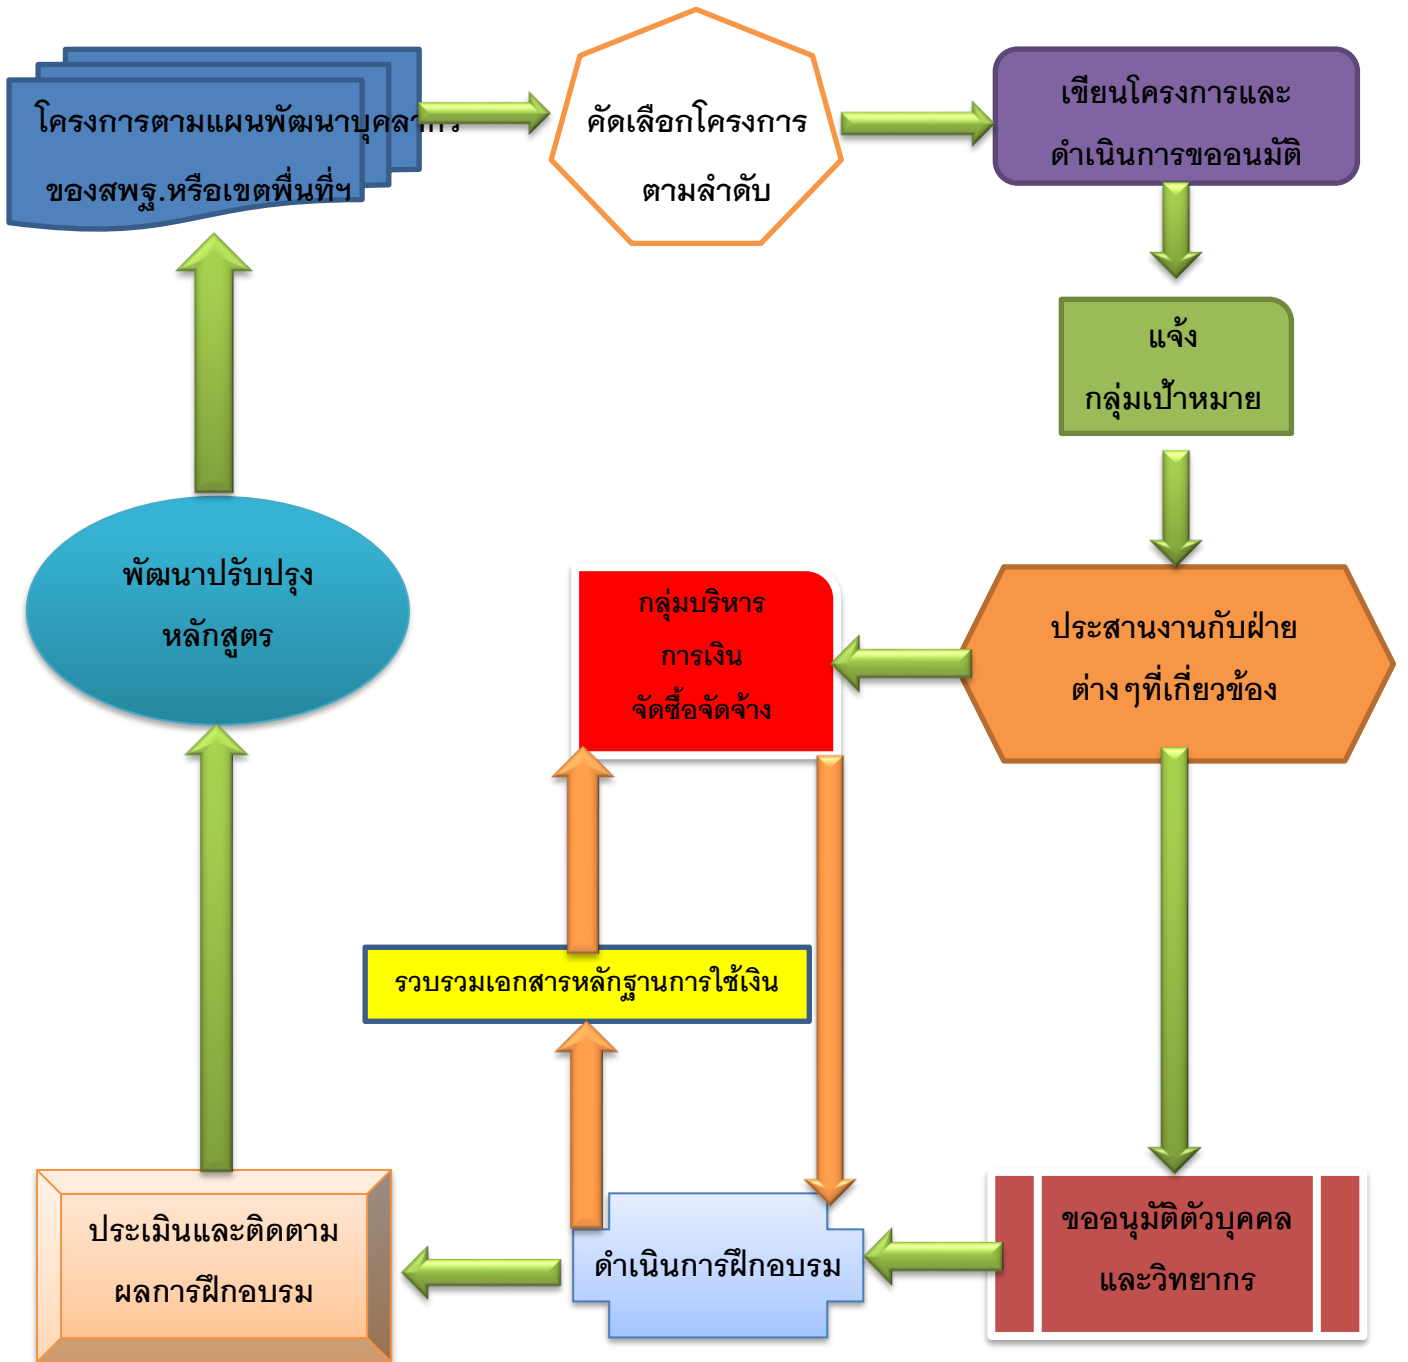 โครงการตามแผนพัฒนาบุคลากร
ของสพฐ.หรือเขตพื่นที่ฯ
คัดเลือกโครงการ
ตามลำดับ
เขียนโครงการและ
ดำเนินการขออนมัติ
แจ้ง
กลุ่มเป้าหมาย
ประสานงานกับฝ่าย
ต่างๆที่เกี่ยวข้อง
กลุ่มบริหาร
การเงิน
จัดซื้อจัดจ้าง
พัฒนาปรับปรุง
หลักสูตร
รวบรวมเอกสารหลักฐานการใช้เงิน
ขออนุมัติตัวบุคคล
และวิทยากร
ดำเนินการฝึกอบรม
ประเมินและติดตาม
ผลการฝึกอบรม